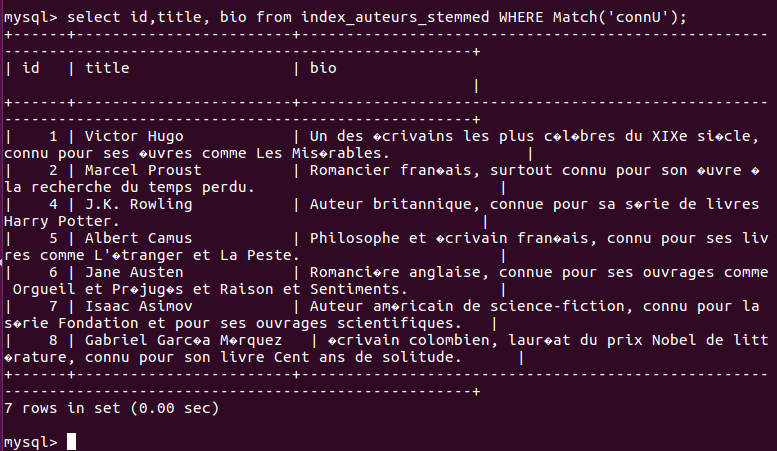 mysql> select id,title, bio from index_auteurs_stemmed WHERE Match('connU');
+------+------------------------+----------------------------------------------------
----------------------------------------------------+
| id   | title                  | bio
                                                    |
+------+------------------------+----------------------------------------------------
----------------------------------------------------+
|    1 | Victor Hugo            | Un des �crivains les plus c�l�bres du XIXe si�cle,
connu pour ses �uvres comme Les Mis�rables.               |
|    2 | Marcel Proust          | Romancier fran�ais, surtout connu pour son �uvre �
la recherche du temps perdu.                           |
|    4 | J.K. Rowling           | Auteur britannique, connue pour sa s�rie de livres
Harry Potter.                                        |
|    5 | Albert Camus           | Philosophe et �crivain fran�ais, connu pour ses liv
res comme L'�tranger et La Peste.                      |
|    6 | Jane Austen            | Romanci�re anglaise, connue pour ses ouvrages comme
 Orgueil et Pr�jug�s et Raison et Sentiments.          |
|    7 | Isaac Asimov           | Auteur am�ricain de science-fiction, connu pour la
s�rie Fondation et pour ses ouvrages scientifiques.   |
|    8 | Gabriel Garc�a M�rquez   | �crivain colombien, laur�at du prix Nobel de litt
�rature, connu pour son livre Cent ans de solitude.      |
+------+------------------------+----------------------------------------------------
----------------------------------------------------+
7 rows in set (0.00 sec)
mysql>